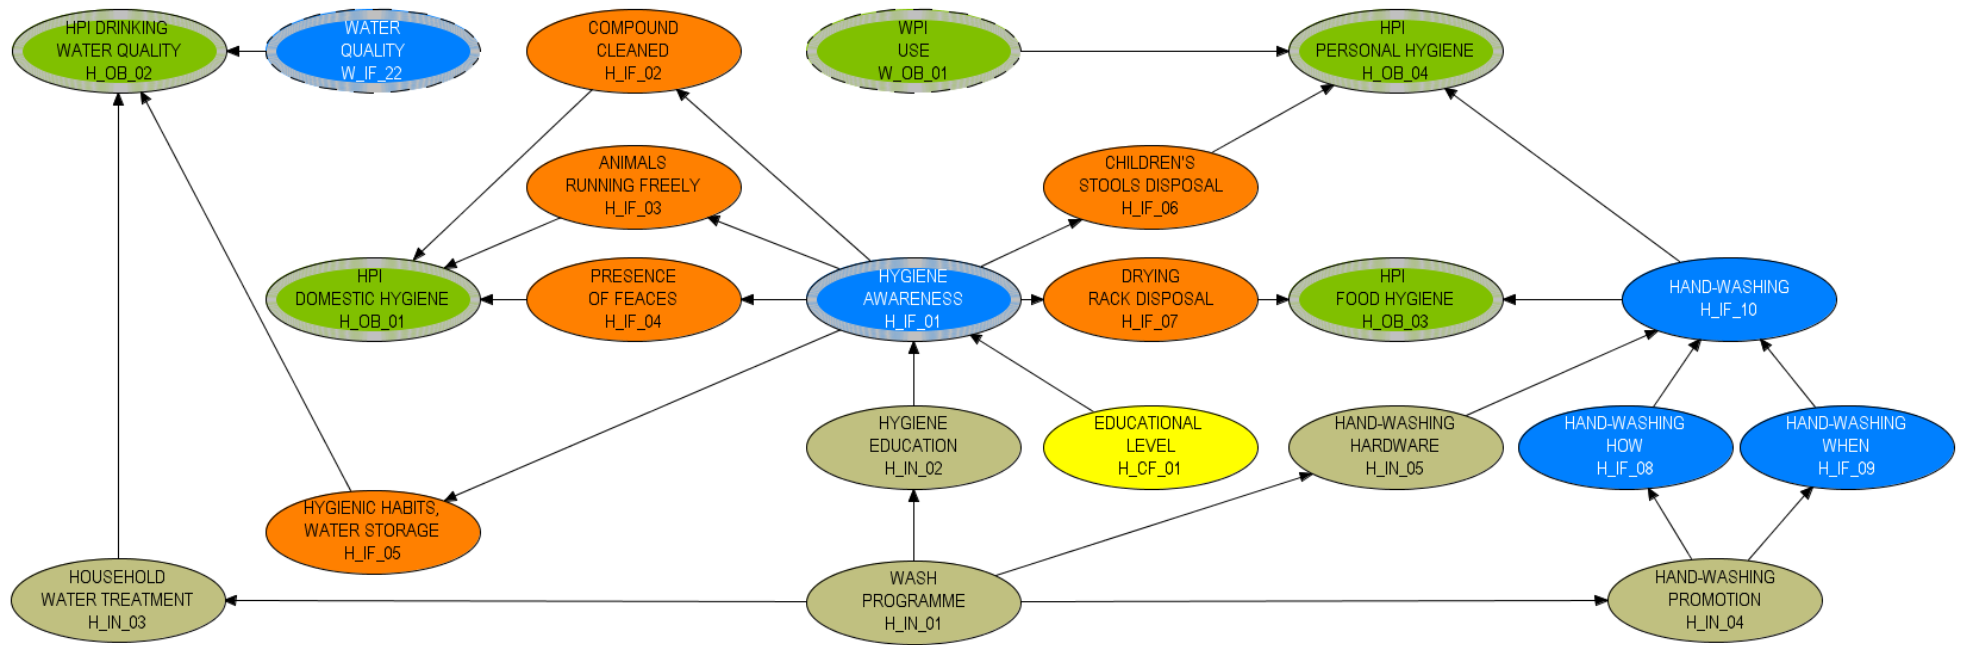 HPI DRINKING
WATER QUALITY
H_OB_02
WATER
QUALITY
W_IF_22
COMPOUND
CLEANED
H_IF_02
WPI
USE
W_OB_01
HPI
PERSONAL HYGIENE
H_OB_04
ANIMALS
RUNNING FREELY
H_IF_03
CHILDREN'S
STOOLS DISPOSAL
H_IF_06
HPI
DOMESTIC HYGIENE
H_OB_01
PRESENCE
OF FEACES
H_IF_04
HYGIENE
AWARENESS
H_IF_01
DRYING
RACK DISPOSAL
H_IF_07
HPI
FOOD HYGIENE
H_OB_03
HAND-WASHING
H_IF_10
HYGIENE
EDUCATION
H_IN_02
EDUCATIONAL
LEVEL
H_CF_01
HAND-WASHING
HARDWARE
H_IN_05
HAND-WASHING
HOW
H_IF_08
HAND-WASHING
WHEN
H_IF_09
HYGIENIC HABITS,
WATER STORAGE
H_IF_05
HOUSEHOLD
WATER TREATMENT
H_IN_03
WASH
PROGRAMME
H_IN_01
HAND-WASHING
PROMOTION
H_IN_04